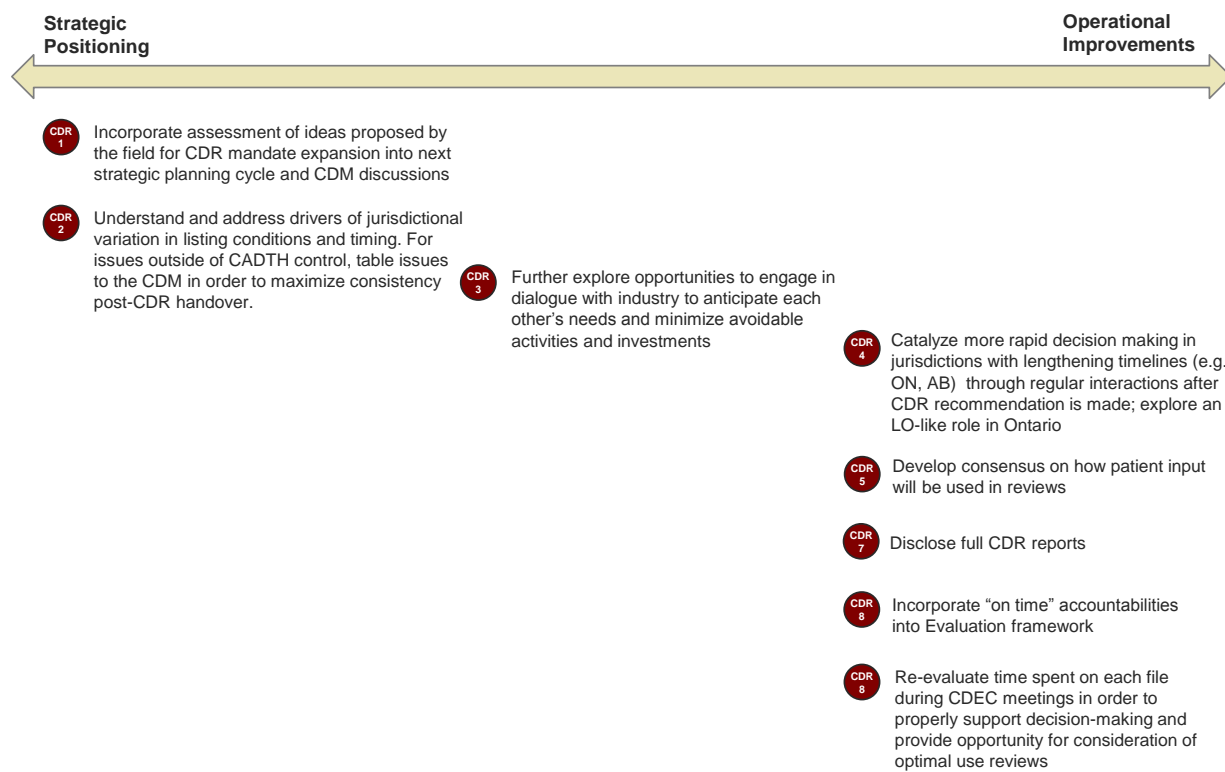 Strategic
Positioning
Operational
Improvements
CDR
1
Incorporate assessment of ideas proposed by
the field for CDR mandate expansion into next
strategic planning cycle and CDM discussions
CDR
2
Understand and address drivers of jurisdictional
variation in listing conditions and timing. For
issues outside of CADTH control, table issues
to the CDM in order to maximize consistency
post-CDR handover.
CDR
3
Further explore opportunities to engage in
dialogue with industry to anticipate each
other's needs and minimize avoidable
activities and investments
CDR
4
Catalyze more rapid decision making in
jurisdictions with lengthening timelines (e.g.
ON, AB) through regular interactions after
CDR recommendation is made; explore an
LO-like role in Ontario
CDR
5
Develop consensus on how patient input
will be used in reviews
CDR
7
Disclose full CDR reports
CDR
8
Incorporate “on time” accountabilities
into Evaluation framework
CDR
8
Re-evaluate time spent on each file
during CDEC meetings in order to
properly support decision-making and
provide opportunity for consideration of
optimal use reviews